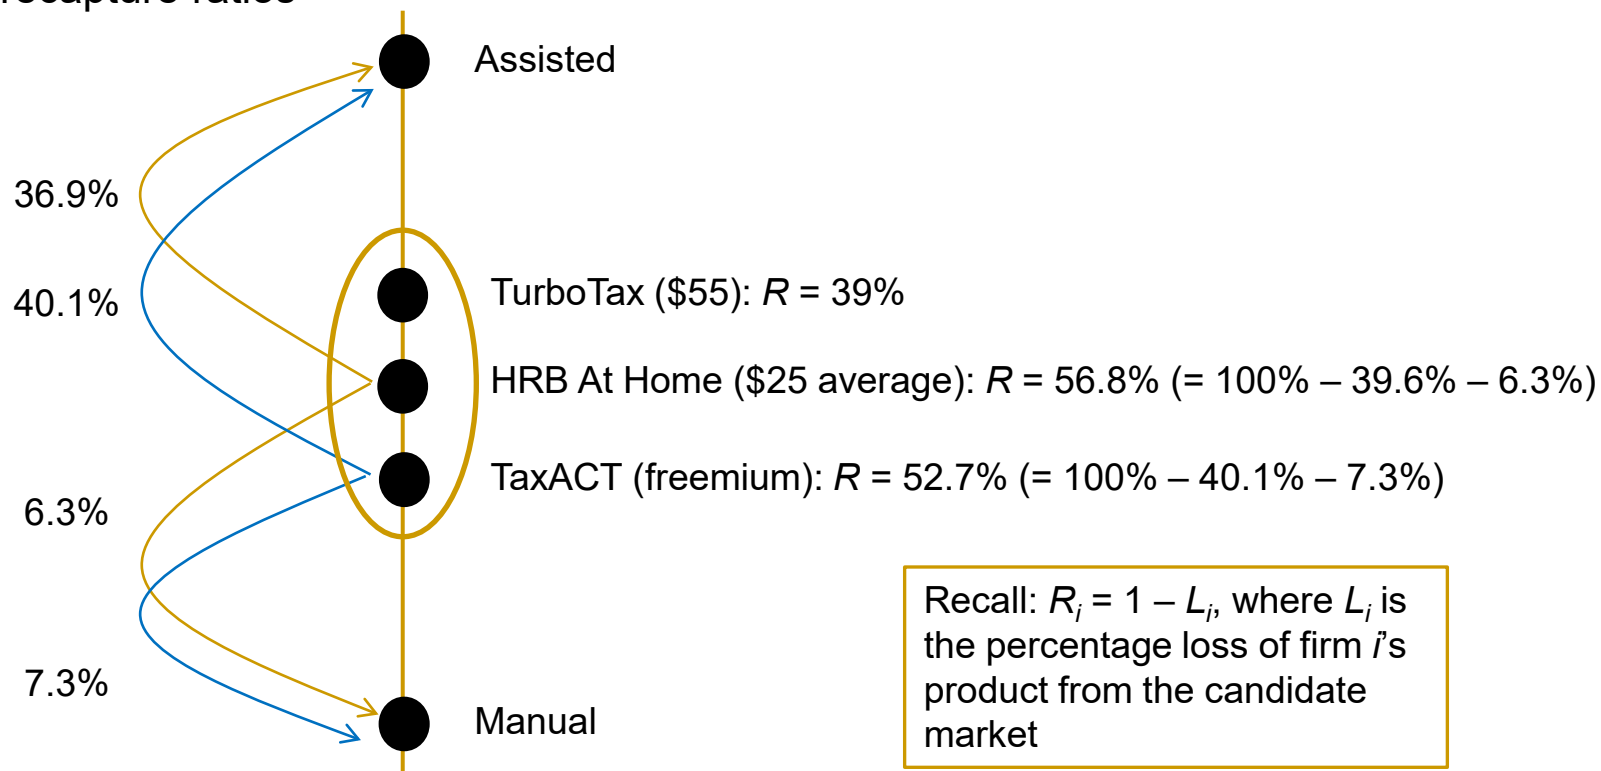 recapture ratios
Assisted
36.9%
40.1%
TurboTax ($55): R = 39%
HRB At Home ($25 average): R = 56.8% (= 100% – 39.6% – 6.3%)
TaxACT (freemium): R = 52.7% (= 100% – 40.1% – 7.3%)
6.3%
7.3%
Manual
Recall: Ri = 1 – Li, where Li is
the percentage loss of firm i’s
product from the candidate
market